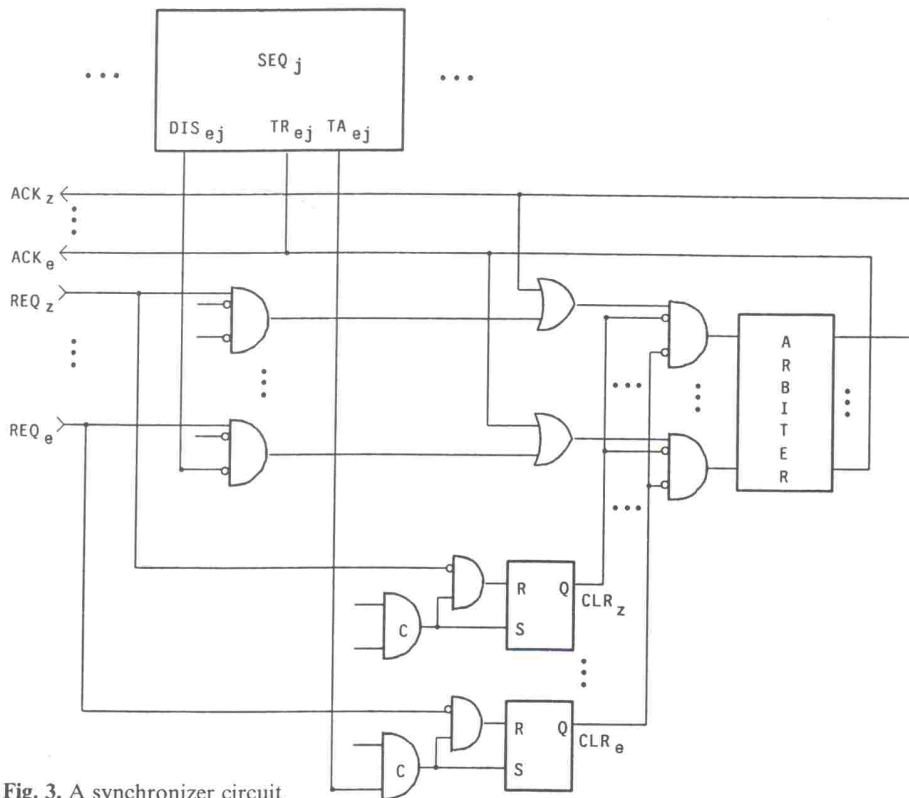 SEQ j
DIS ej TR ej TA ej
ACK z
ACK e
REQ z
REQ e
A
R
B
I
T
E
R
R Q
CLR z
C
S
R Q
CLR e
C
S
Fig. 3. A synchronizer circuit